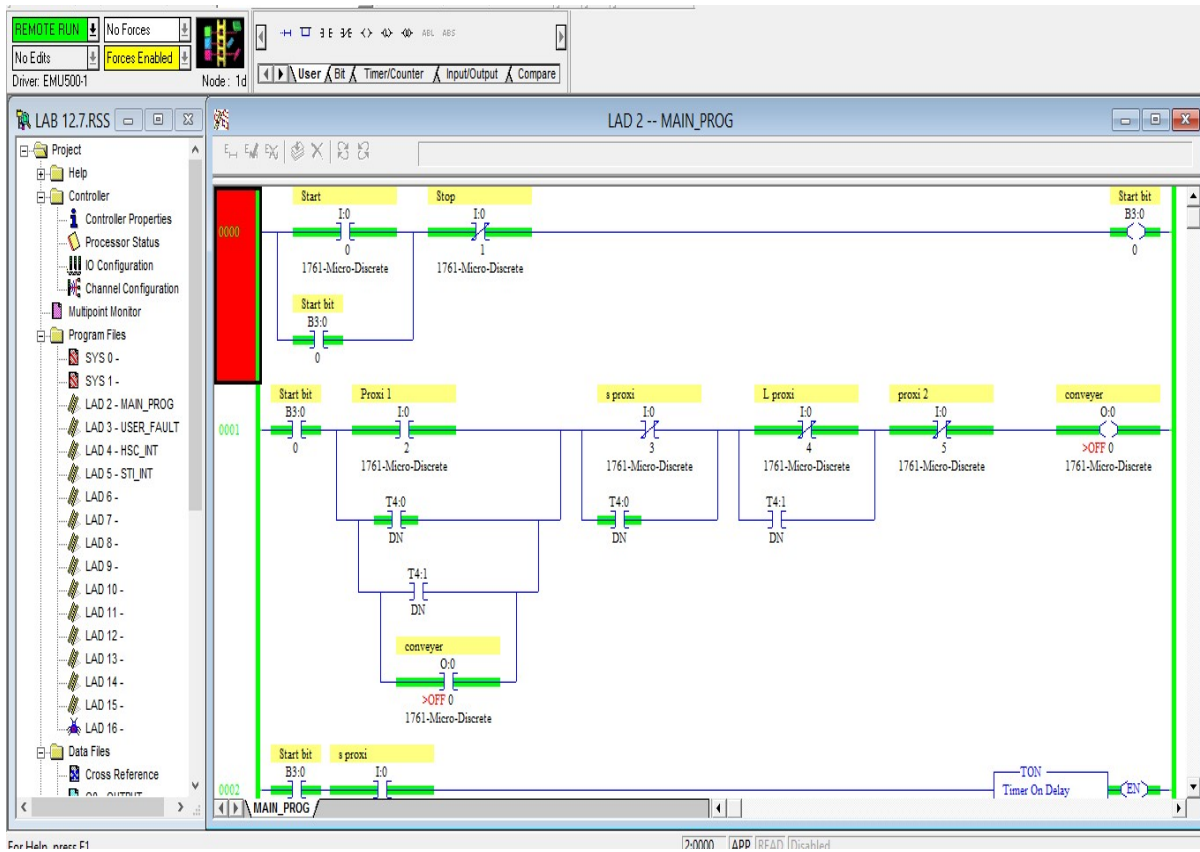 REMOTE RUN
No Forces
No Edits
Forces Enabled
Driver: EMU500-1
Node : 1d
ABL ABS
User Bit Timer/Counter Input/Output Compare
LAB 12.7.RSS
Project
Help
Controller
Controller Properties
Processor Status
IO Configuration
Channel Configuration
Multipoint Monitor
Program Files
SYS 0 -
SYS 1 -
LAD 2 - MAIN_PROG
LAD 3 - USER_FAULT
LAD 4 - HSC_INT
LAD 5 - STI_INT
LAD 6 -
LAD 7 -
LAD 8 -
LAD 9 -
LAD 10 -
LAD 11 -
LAD 12 -
LAD 13 -
LAD 14 -
LAD 15 -
LAD 16 -
Data Files
Cross Reference
LAD 2 -- MAIN_PROG
0000
Start
I:0
0
1761-Micro-Discrete
Stop
I:0
1
1761-Micro-Discrete
Start bit
B3:0
0
Start bit
B3:0
0
0001
Start bit
B3:0
0
Proxi 1
I:0
2
1761-Micro-Discrete
s proxi
I:0
3
1761-Micro-Discrete
L proxi
I:0
4
1761-Micro-Discrete
proxi 2
I:0
5
1761-Micro-Discrete
conveyer
O:0
>OFF 0
1761-Micro-Discrete
T4:0
DN
T4:0
DN
T4:1
DN
T4:1
DN
conveyer
O:0
>OFF 0
1761-Micro-Discrete
0002
Start bit
B3:0
s proxi
I:0
TON
Timer On Delay
EN
MAIN_PROG
For Help, press F1
2:0000 APP READ Disabled